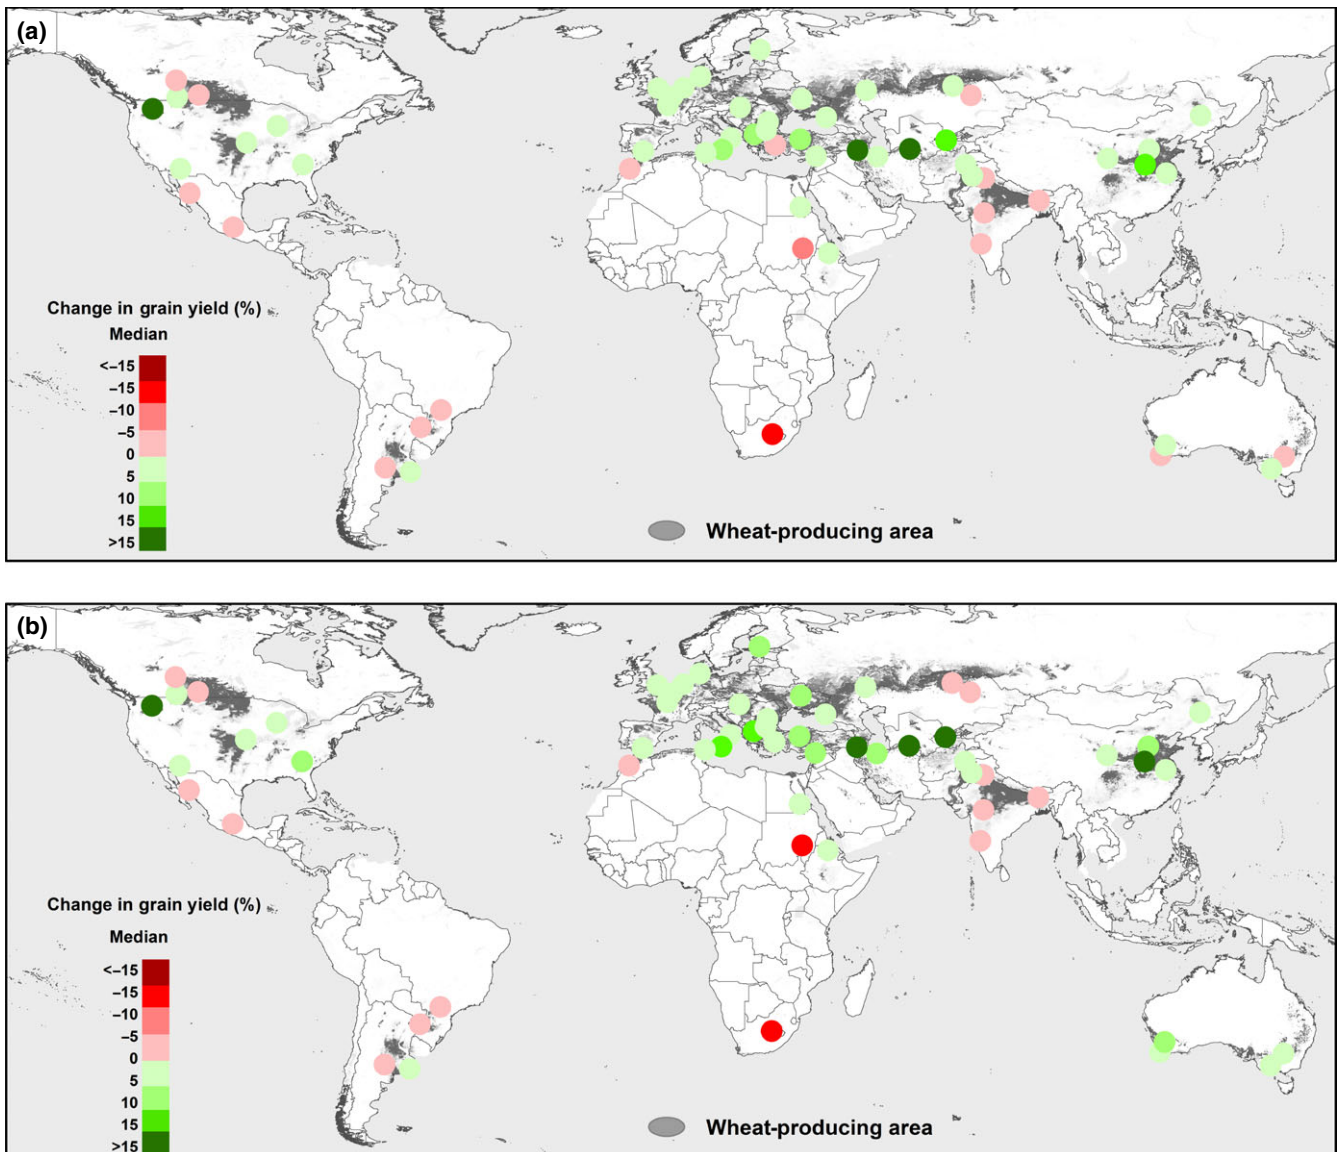 (a)
Change in grain yield (%)
Median
<–15
–15
–10
–5
0
5
10
15
>15
Wheat-producing area
(b)
Change in grain yield (%)
Median
<–15
–15
–10
–5
0
5
10
15
>15
Wheat-producing area